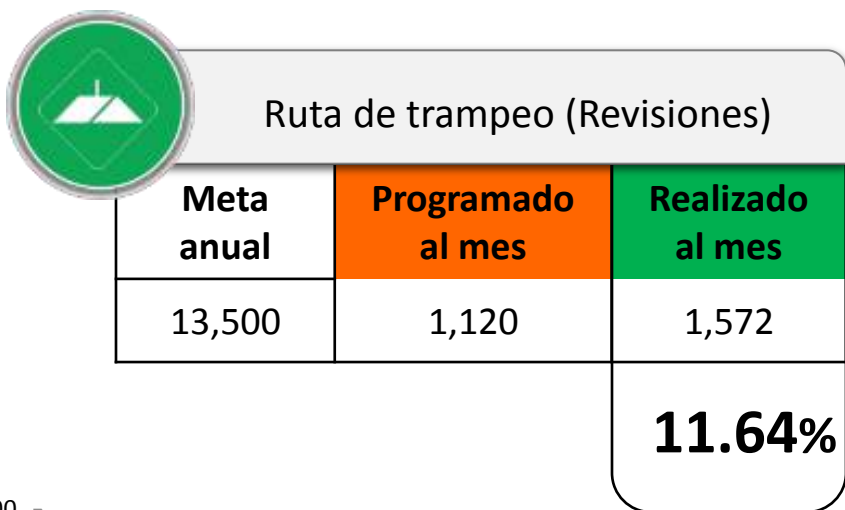 Ruta de trampeo (Revisiones)
Meta anual
Programado al mes
Realizado al mes
13,500 1,120 1,572
11.64%